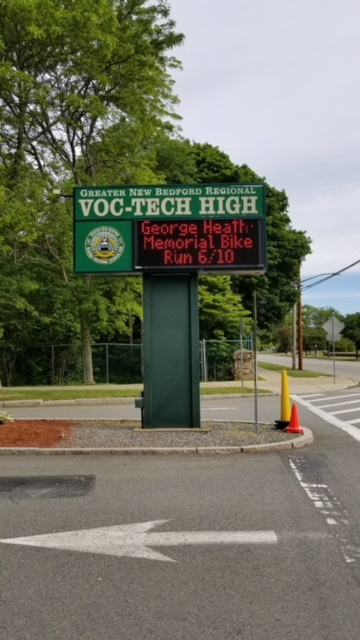 Greater New Bedford Regional
VOC-TECH HIGH
George Heath
Memorial Bike
Run 6/10